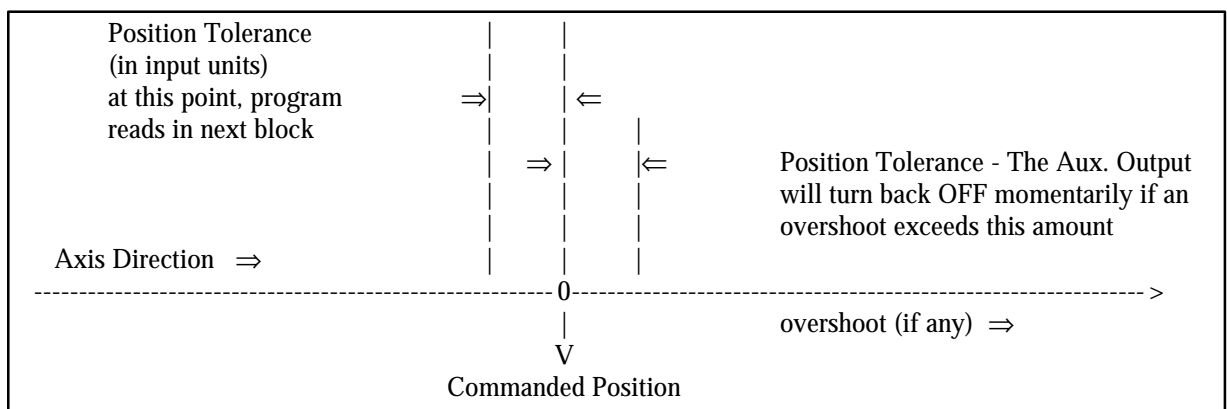 Position Tolerance
(in input units)
at this point, program
reads in next block
⇒ ⇐
⇒ ⇐
Position Tolerance - The Aux. Output
will turn back OFF momentarily if an
overshoot exceeds this amount
Axis Direction ⇒
0
overshoot (if any) ⇒
V
Commanded Position